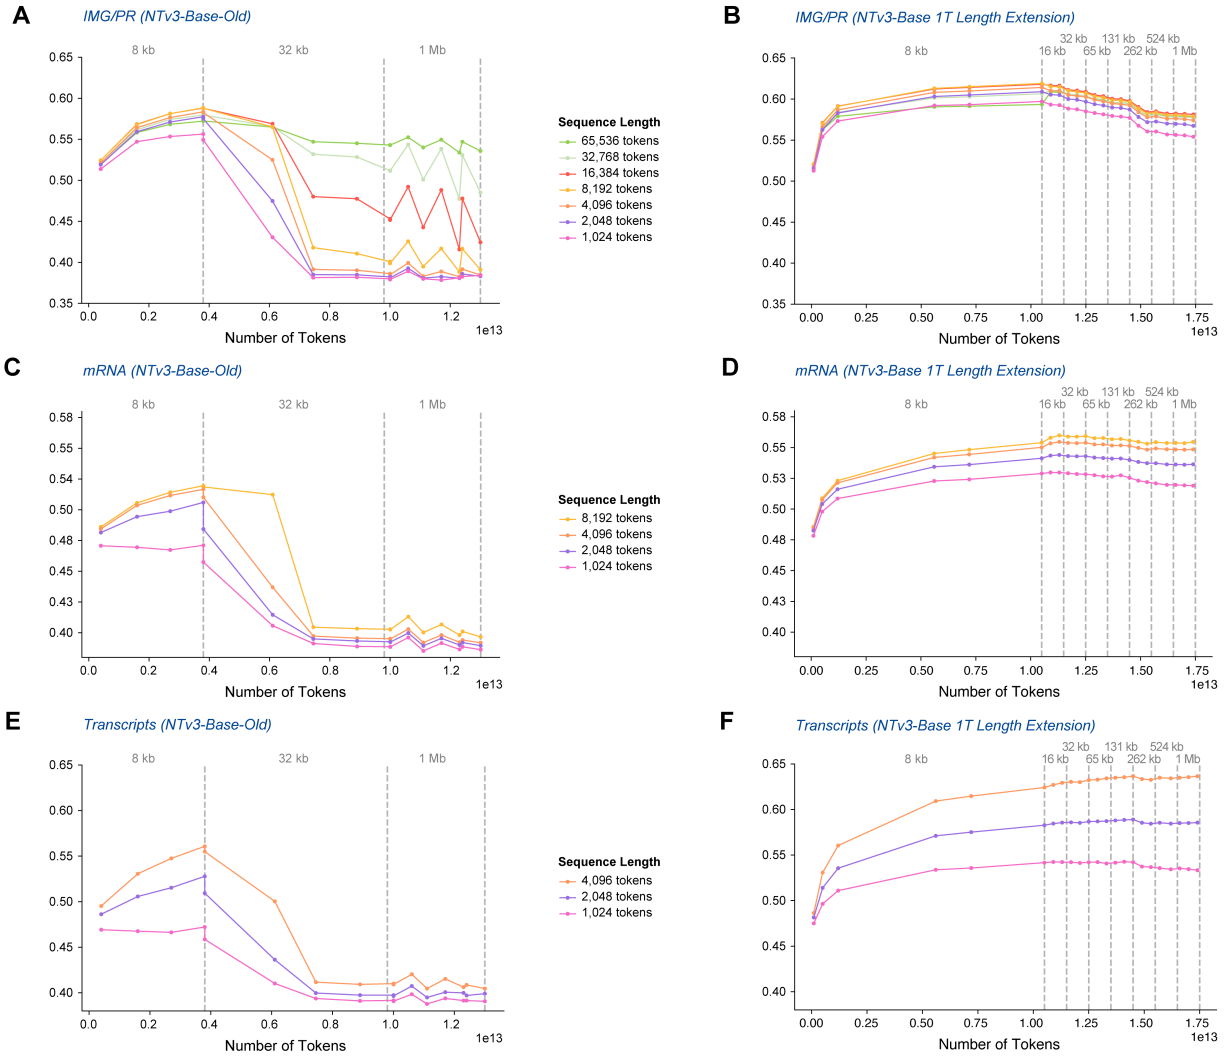 A
IMG/PR (NTv3-Base-Old)
8 kb
32 kb
1 Mb
0.65
0.60
0.55
0.50
0.45
0.40
0.35
0.0
0.2
0.4
0.6
0.8
1.0
1.2
1e13
Number of Tokens
Sequence Length
65,536 tokens
32,768 tokens
16,384 tokens
8,192 tokens
4,096 tokens
2,048 tokens
1,024 tokens
B
IMG/PR (NTv3-Base 1T Length Extension)
8 kb
16 kb
32 kb
65 kb
131 kb
262 kb
524 kb
1 Mb
0.65
0.60
0.55
0.50
0.45
0.40
0.35
0.00
0.25
0.50
0.75
1.00
1.25
1.50
1.75
1e13
Number of Tokens
C
mRNA (NTv3-Base-Old)
8 kb
32 kb
1 Mb
0.58
0.55
0.54
0.50
0.48
0.45
0.43
0.40
0.0
0.2
0.4
0.6
0.8
1.0
1.2
1e13
Number of Tokens
Sequence Length
8,192 tokens
4,096 tokens
2,048 tokens
1,024 tokens
D
mRNA (NTv3-Base 1T Length Extension)
8 kb
16 kb
32 kb
65 kb
131 kb
262 kb
524 kb
1 Mb
0.58
0.55
0.53
0.50
0.48
0.45
0.43
0.40
0.00
0.25
0.50
0.75
1.00
1.25
1.50
1.75
1e13
Number of Tokens
E
Transcripts (NTv3-Base-Old)
8 kb
32 kb
1 Mb
0.65
0.60
0.55
0.50
0.45
0.40
0.0
0.2
0.4
0.6
0.8
1.0
1.2
1e13
Number of Tokens
Sequence Length
4,096 tokens
2,048 tokens
1,024 tokens
F
Transcripts (NTv3-Base 1T Length Extension)
8 kb
16 kb
32 kb
65 kb
131 kb
262 kb
524 kb
1 Mb
0.65
0.60
0.55
0.50
0.45
0.40
0.00
0.25
0.50
0.75
1.00
1.25
1.50
1.75
1e13
Number of Tokens